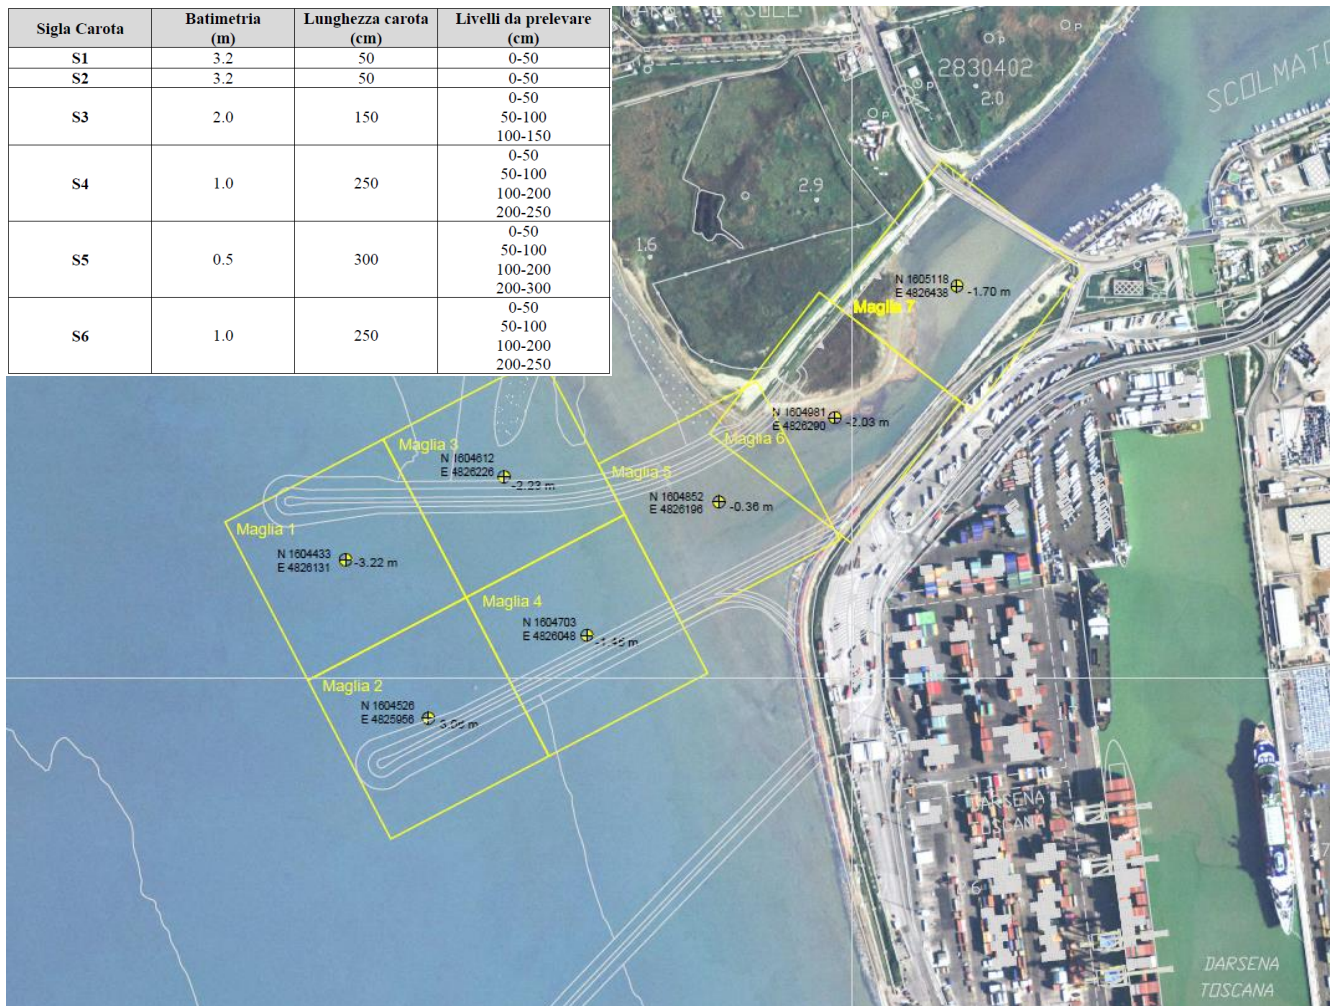 Sigla Carota Batimetria (m) Lunghezza carota (cm) Livelli da prelevare (cm)
S1 3.2 50 0-50
S2 3.2 50 0-50
S3 2.0 150 0-50
50-100
100-150
S4 1.0 250 0-50
50-100
100-200
200-250
S5 0.5 300 0-50
50-100
100-200
200-300
S6 1.0 250 0-50
50-100
100-200
200-250
2830402
2.0
P
P
P
SCOLMATO
2.9
1.6
N 1605118
E 4826438
-1.70 m
Maglia 7
N 1604981
E 4826290
-2.03 m
Maglia 6
Maglia 3
N 1604612
E 4826226
-2.23 m
Maglia 5
N 1604852
E 4826196
-0.36 m
Maglia 1
N 1604433
E 4826131
-3.22 m
Maglia 4
N 1604703
E 4826048
Maglia 2
N 1604526
E 4825956
DARSENA
TOSCANA
DARSENA
TOSCANA